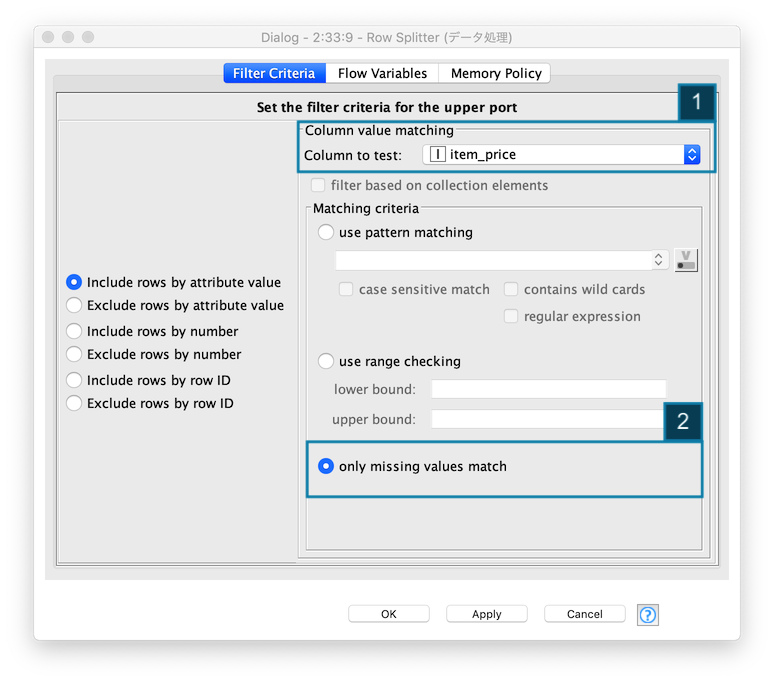 Dialog - 2:33:9 - Row Splitter (データ処理)
Filter Criteria
Flow Variables
Memory Policy
Set the filter criteria for the upper port
1
Column value matching
Column to test:
I
item_price
filter based on collection elements
Matching criteria
use pattern matching
V
case sensitive match
contains wild cards
regular expression
Include rows by attribute value
Exclude rows by attribute value
Include rows by number
Exclude rows by number
Include rows by row ID
Exclude rows by row ID
use range checking
lower bound:
upper bound:
2
only missing values match
OK
Apply
Cancel
?